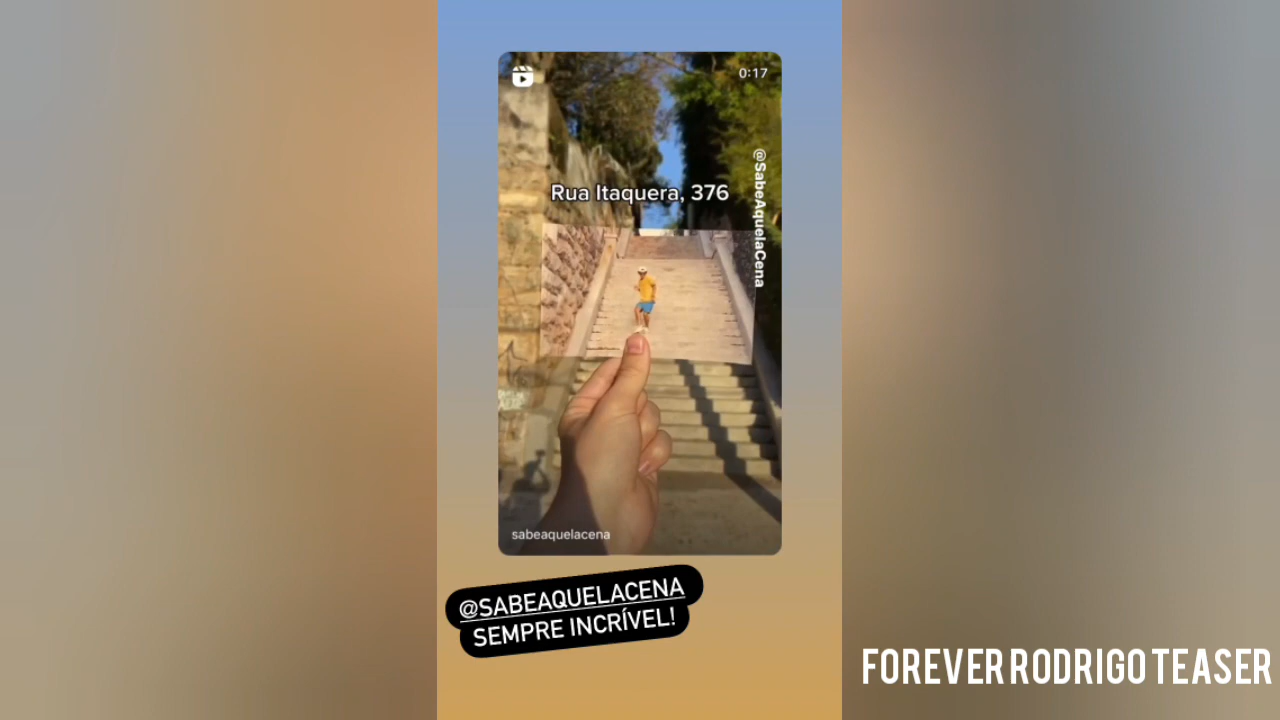 0:17
@SabeAquelaCena
Rua Itaquera, 376
sabeaquelacena
@SABEAQUELACENA
SEMPRE INCRÍVEL!
FOREVER RODRIGO TEASER